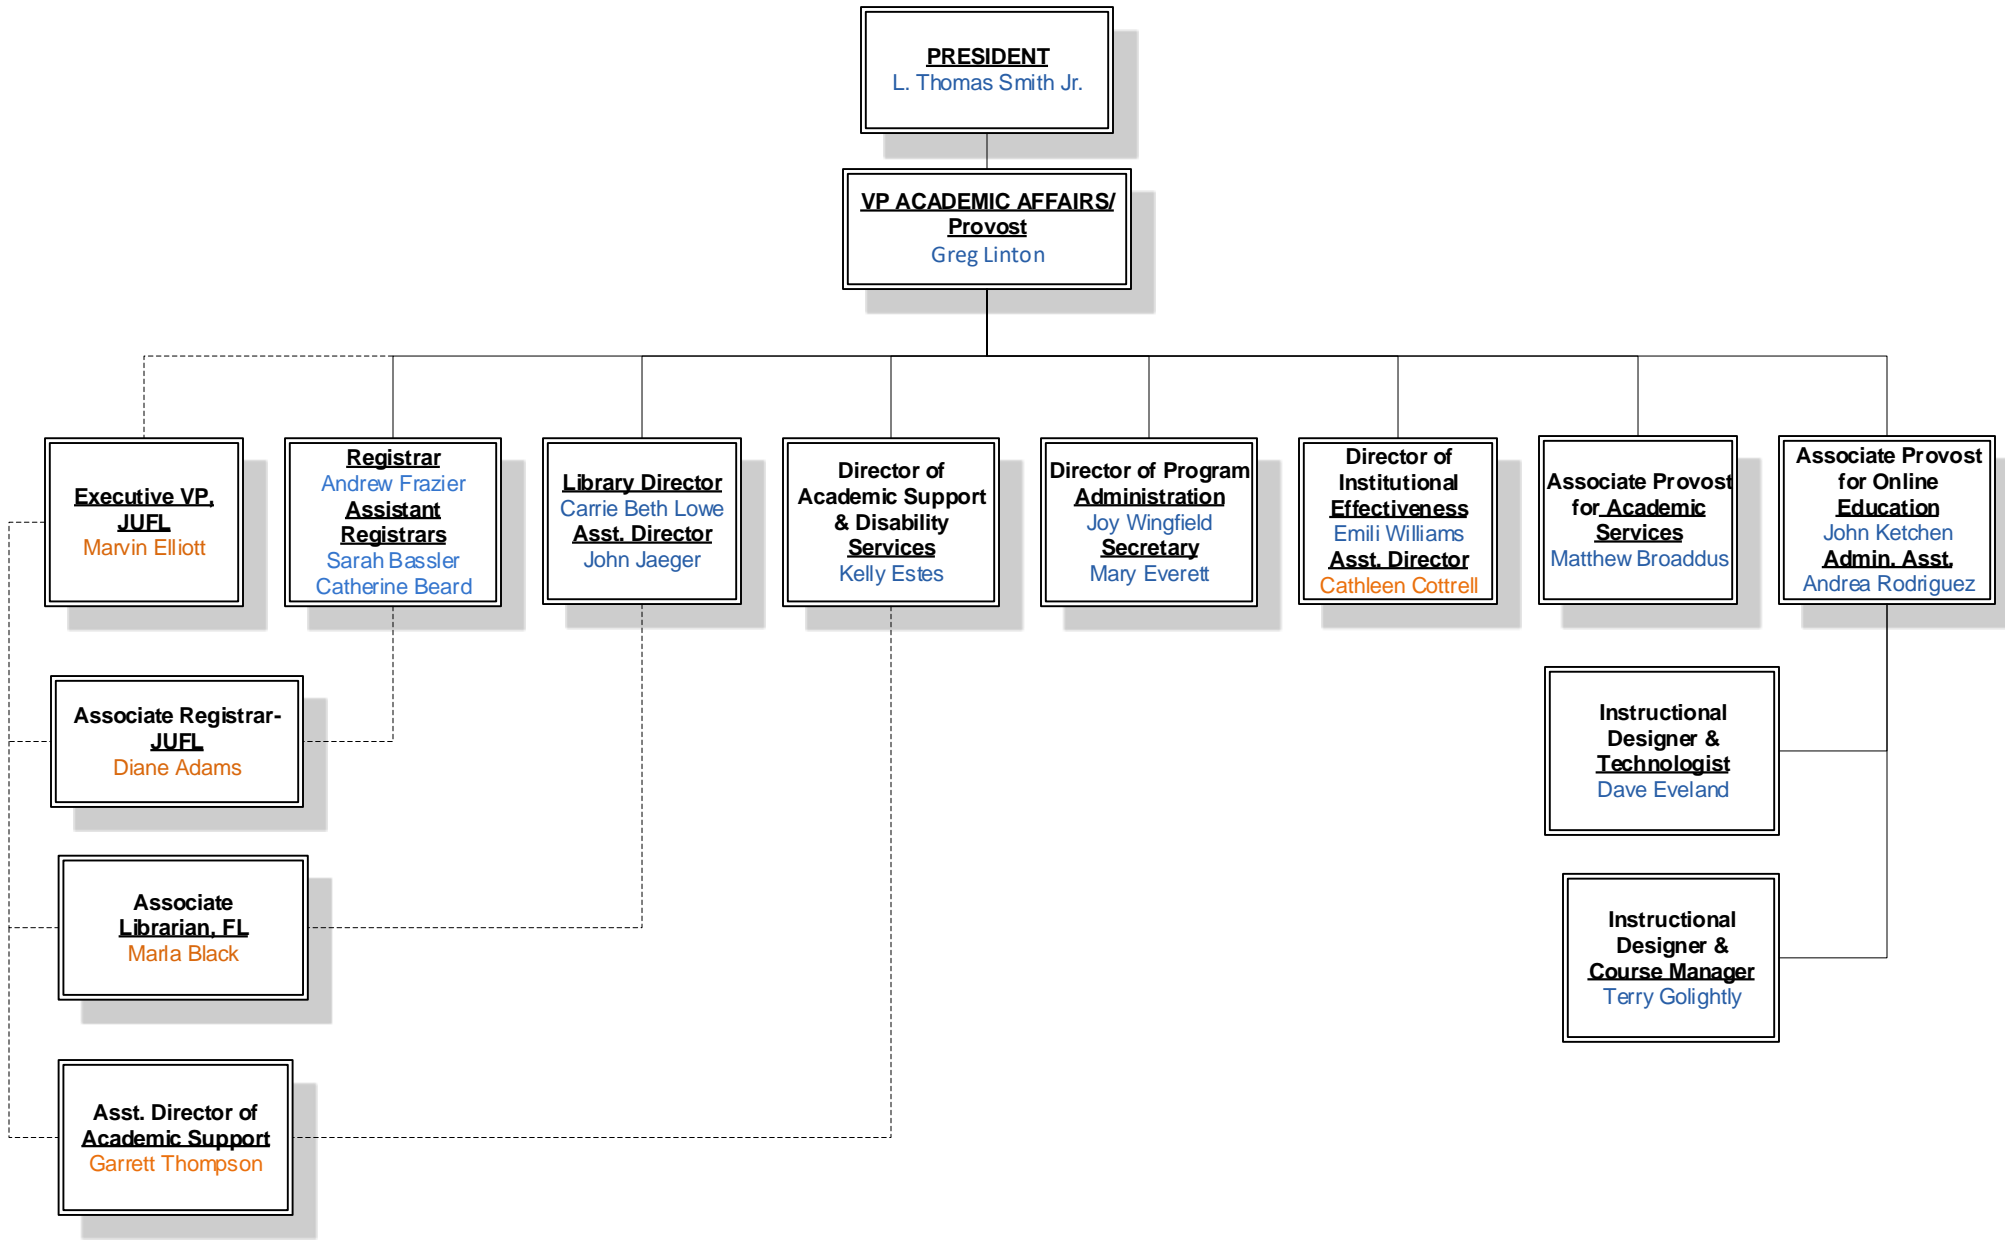 PRESIDENT
L. Thomas Smith Jr.
VP ACADEMIC AFFAIRS/
Provost
Greg Linton
Executive VP,
JUFL
Marvin Elliott
Registrar
Andrew Frazier
Assistant
Registrars
Sarah Bassler
Catherine Beard
Library Director
Carrie Beth Lowe
Asst. Director
John Jaeger
Director of
Academic Support
& Disability
Services
Kelly Estes
Director of Program
Administration
Joy Wingfield
Secretary
Mary Everett
Director of
Institutional
Effectiveness
Emili Williams
Asst. Director
Cathleen Cottrell
Associate Provost
for Academic
Services
Matthew Broaddus
Associate Provost
for Online
Education
John Ketchen
Admin. Asst.
Andrea Rodriguez
Associate Registrar-
JUFL
Diane Adams
Instructional
Designer &
Technologist
Dave Eveland
Associate
Librarian, FL
Marla Black
Instructional
Designer &
Course Manager
Terry Golightly
Asst. Director of
Academic Support
Garrett Thompson